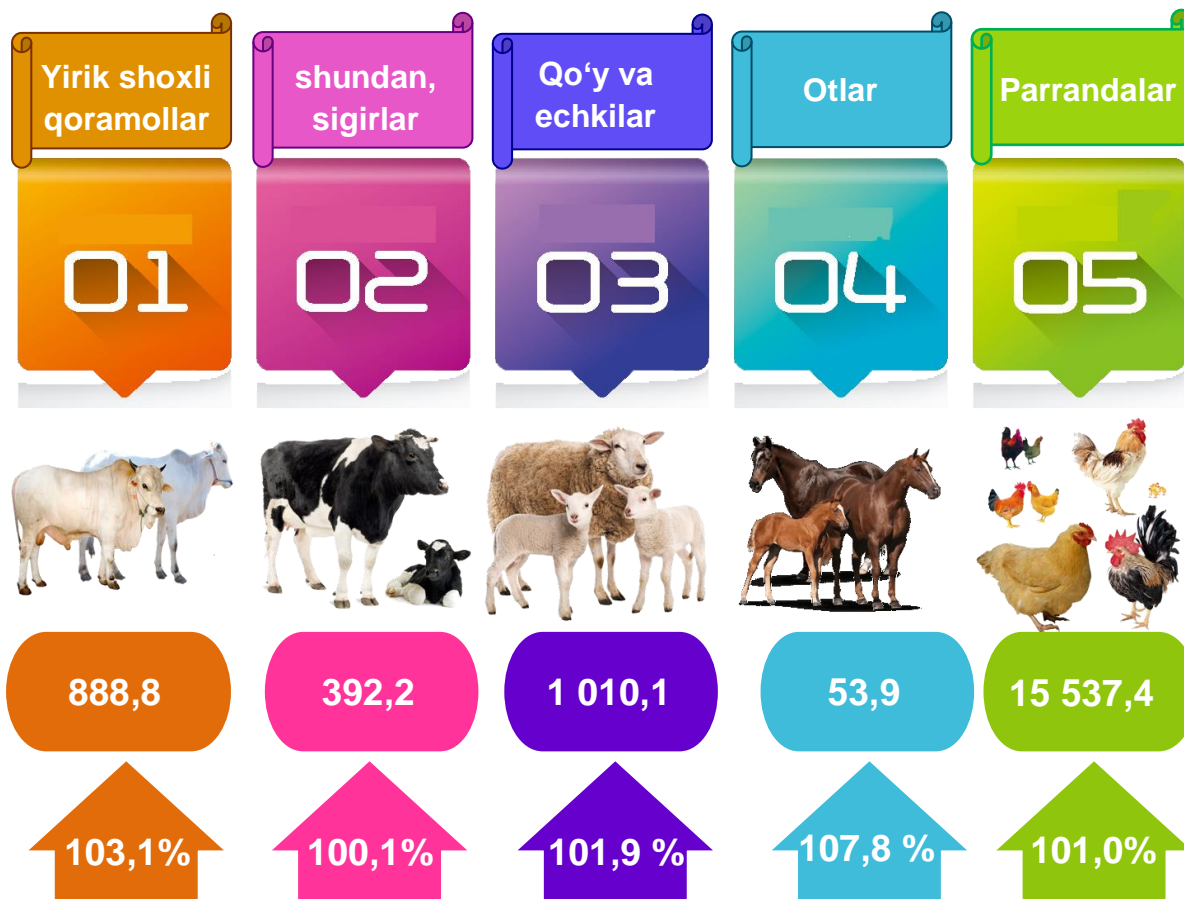 Yirik shoxli
qoramollar
shundan,
sigirlar
Qo‘y va
echkilar
Otlar
Parrandalar
01
02
03
04
05
888,8
392,2
1 010,1
53,9
15 537,4
103,1%
100,1%
101,9 %
107,8 %
101,0%